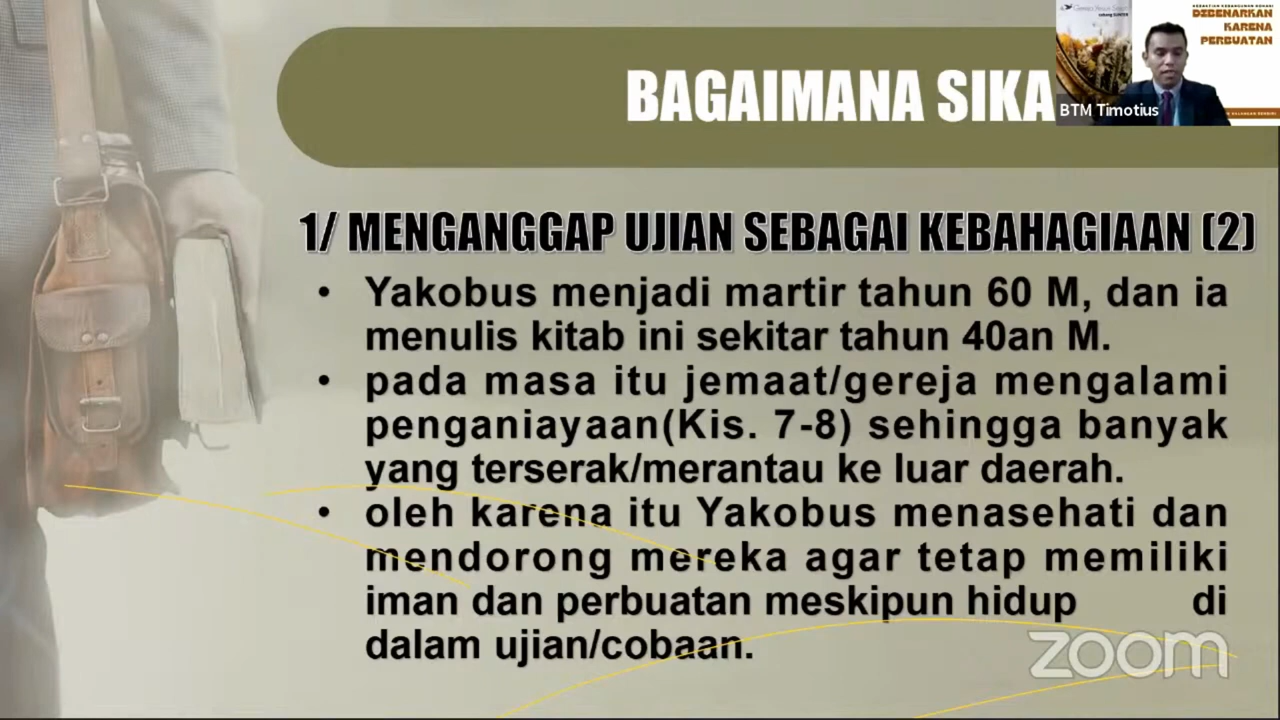 BAGAIMANA SIKA
DIBENARKAN
KARENA
PERBUATAN
BTM Timotius
1/ MENGANGGAP UJIAN SEBAGAI KEBAHAGIAAN (2)
• Yakobus menjadi martir tahun 60 M, dan ia
menulis kitab ini sekitar tahun 40an M.
• pada masa itu jemaat/gereja mengalami
penganiayaan(Kis. 7-8) sehingga banyak
yang terserak/merantau ke luar daerah.
• oleh karena itu Yakobus menasehati dan
mendorong mereka agar tetap memiliki
iman dan perbuatan meskipun hidup di
dalam ujian/cobaan.
zoom